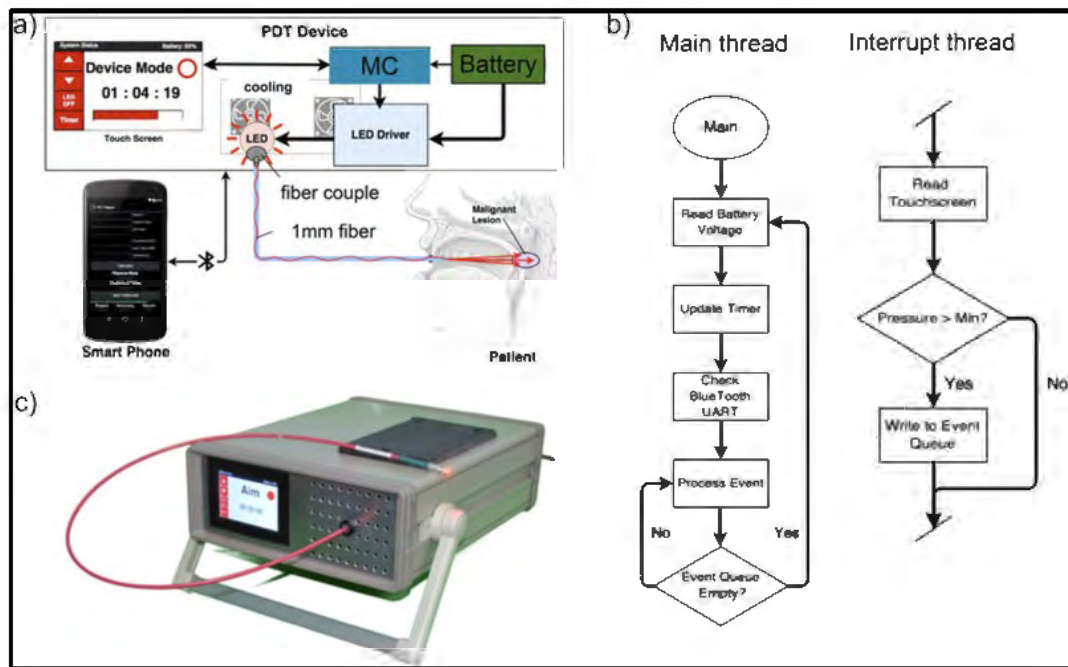 a)
PDT Device
System Status
Battery 93%
Device Mode
LED
OFF
01 : 04 : 19
Timer
Touch Screen
MC
Battery
cooling
LED
LED Driver
fiber couple
1mm fiber
Malignant
Lesion
Smart Phone
Patient
b)
Main thread
Main
Read Battery
Voltage
Update Timer
Check
BlueTooth
UART
Process Event
No
Yes
Event Queue
Empty?
Interrupt thread
Read
Touchscreen
Pressure > Min?
Yes
No
Write to Event
Queue
c)
Aim